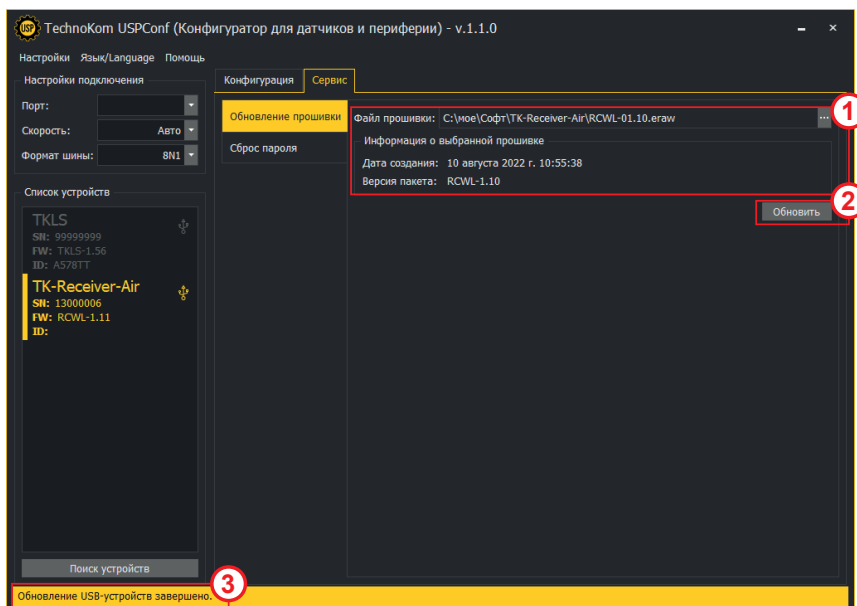 USP TechnoKom USPConf (Конфигуратор для датчиков и периферии) - v.1.1.0
Настройки Язык/Language Помощь
Настройки подключения
Порт:
Скорость: Авто
Формат шины: 8N1
Список устройств
TKLS
SN: 99999999
FW: TKLS-1.56
ID: A578TT
TK-Receiver-Air
SN: 13000006
FW: RCWL-1.11
ID:
Поиск устройств
Конфигурация Сервис
Обновление прошивки
Сброс пароля
Файл прошивки: C:\мое\Софт\TK-Receiver-Air\RCWL-01.10.eraw ...
1
Информация о выбранной прошивке
Дата создания: 10 августа 2022 г. 10:55:38
Версия пакета: RCWL-1.10
2
Обновить
3
Обновление USB-устройств завершено.